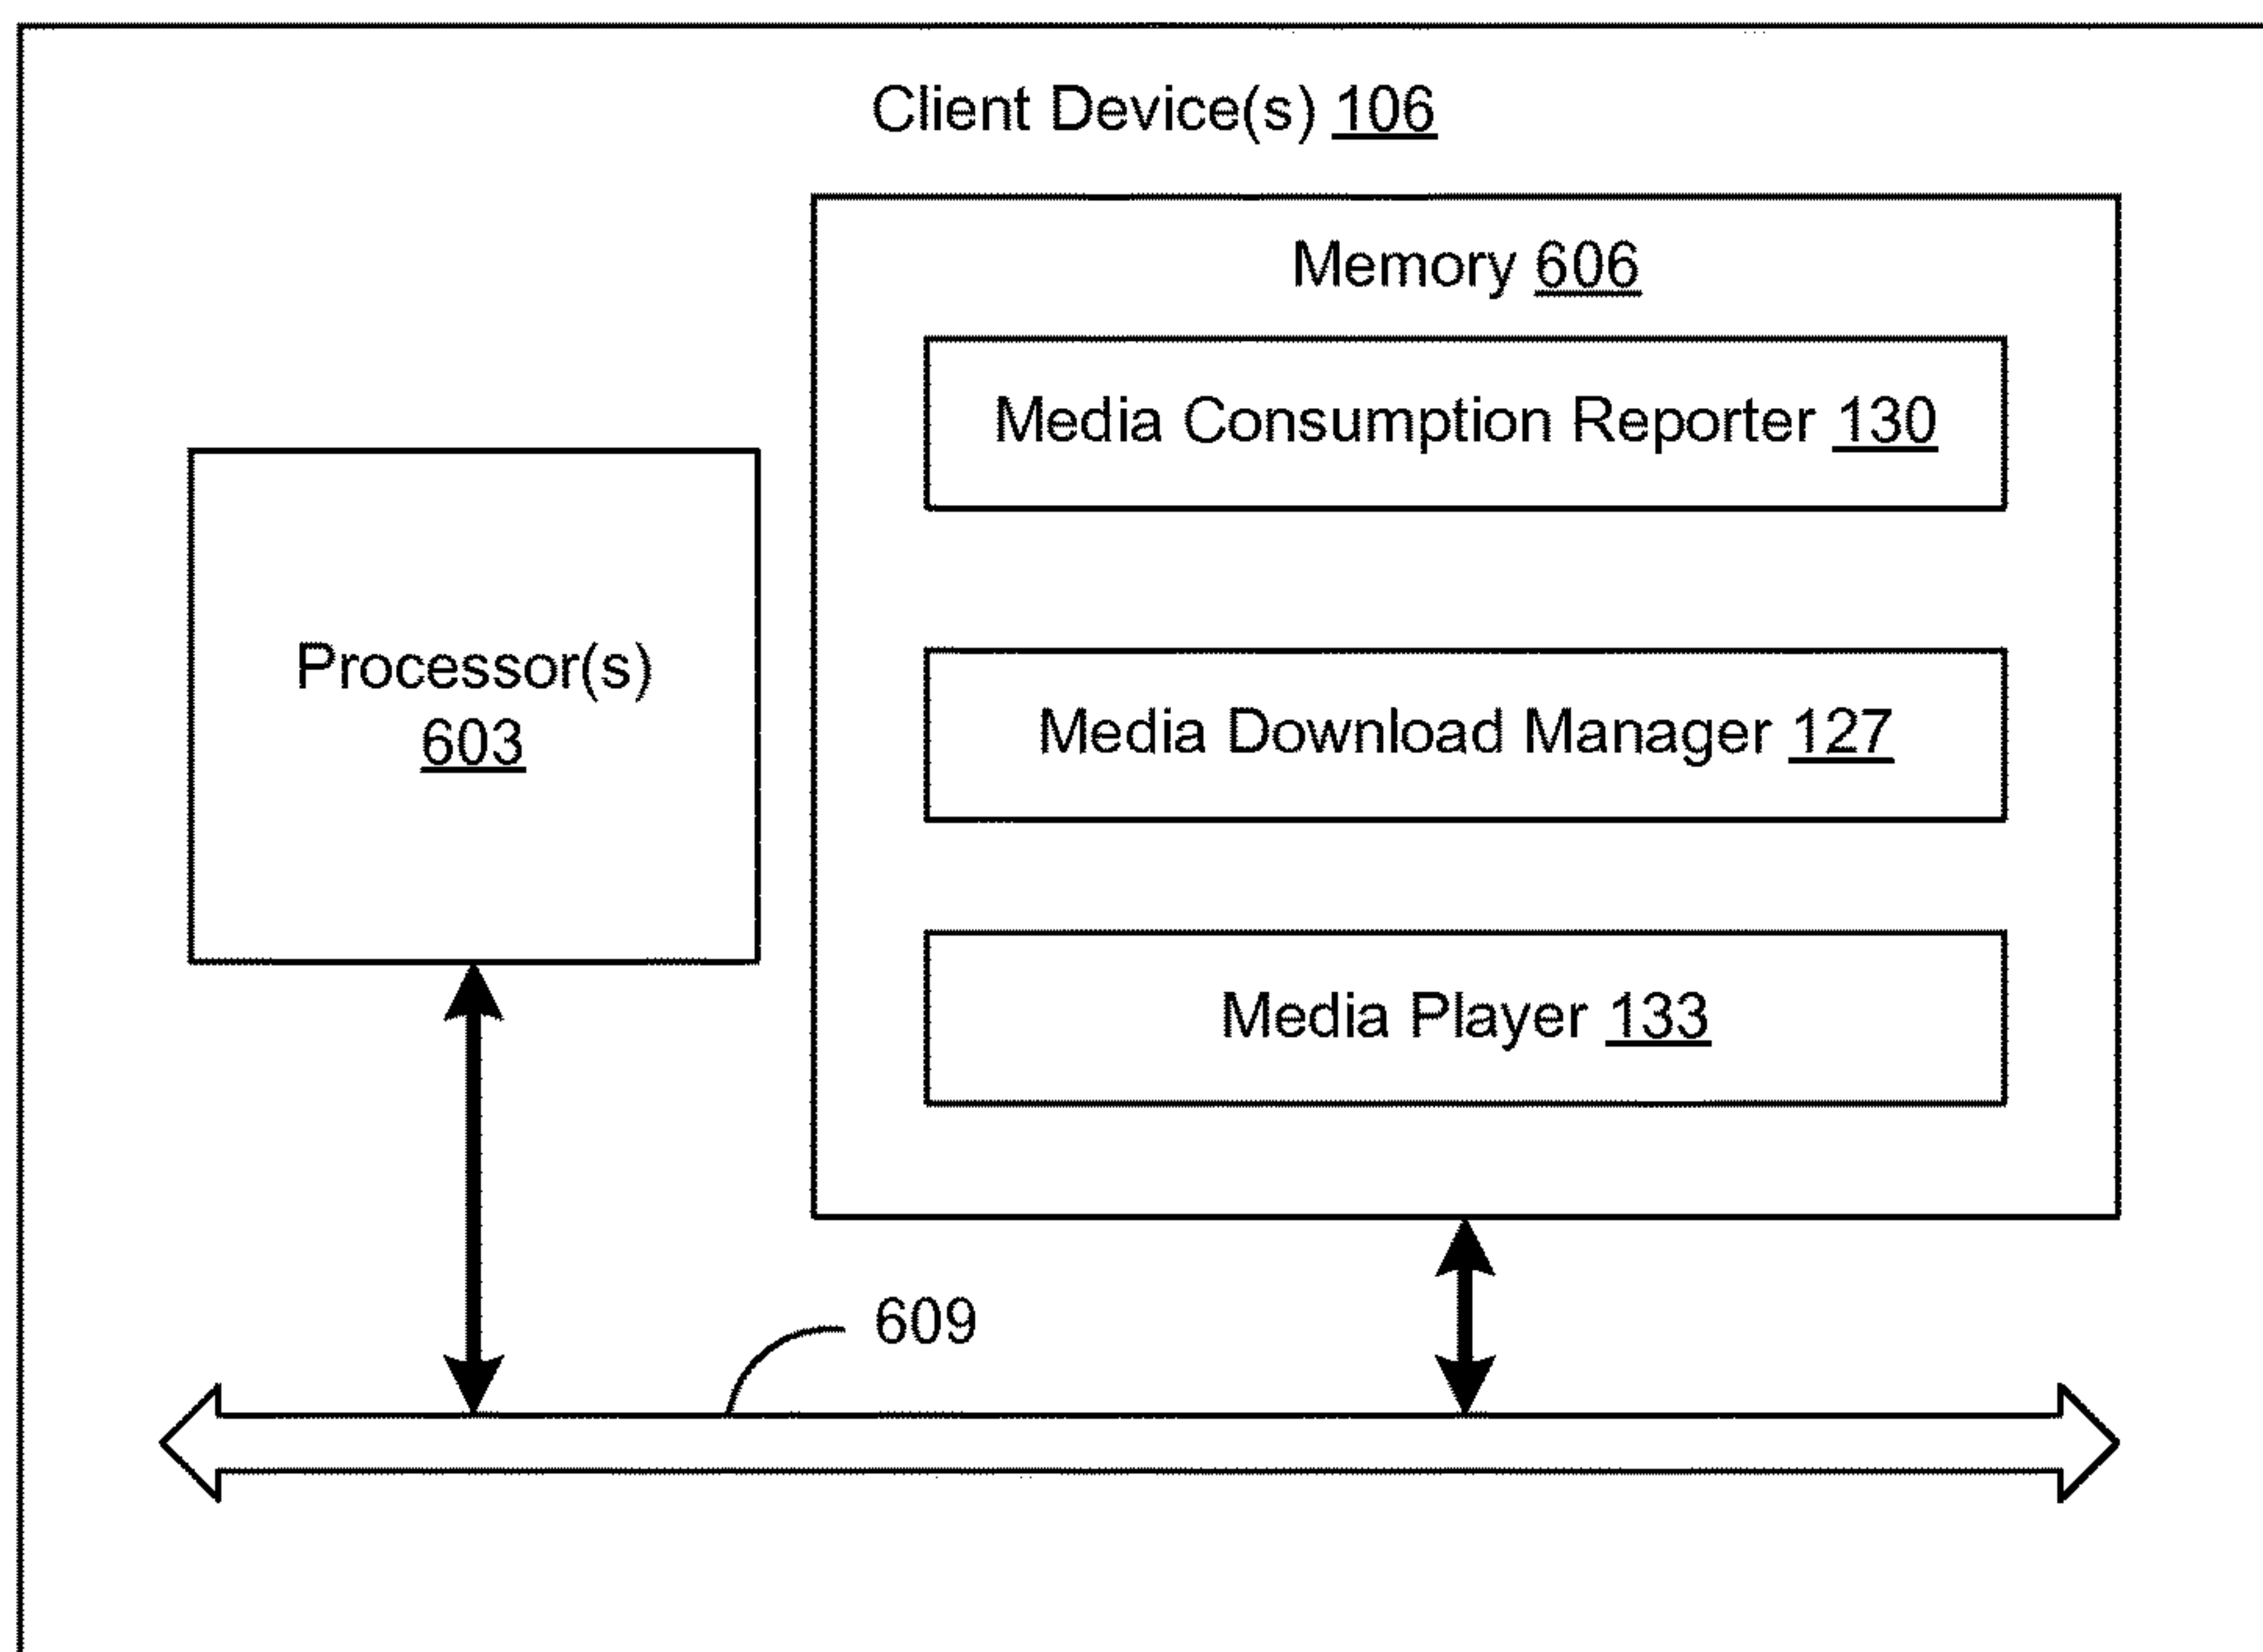 Client Device(s) 106
Memory 606
Media Consumption Reporter 130
Processor(s)
603
Media Download Manager 127
Media Player 133
609